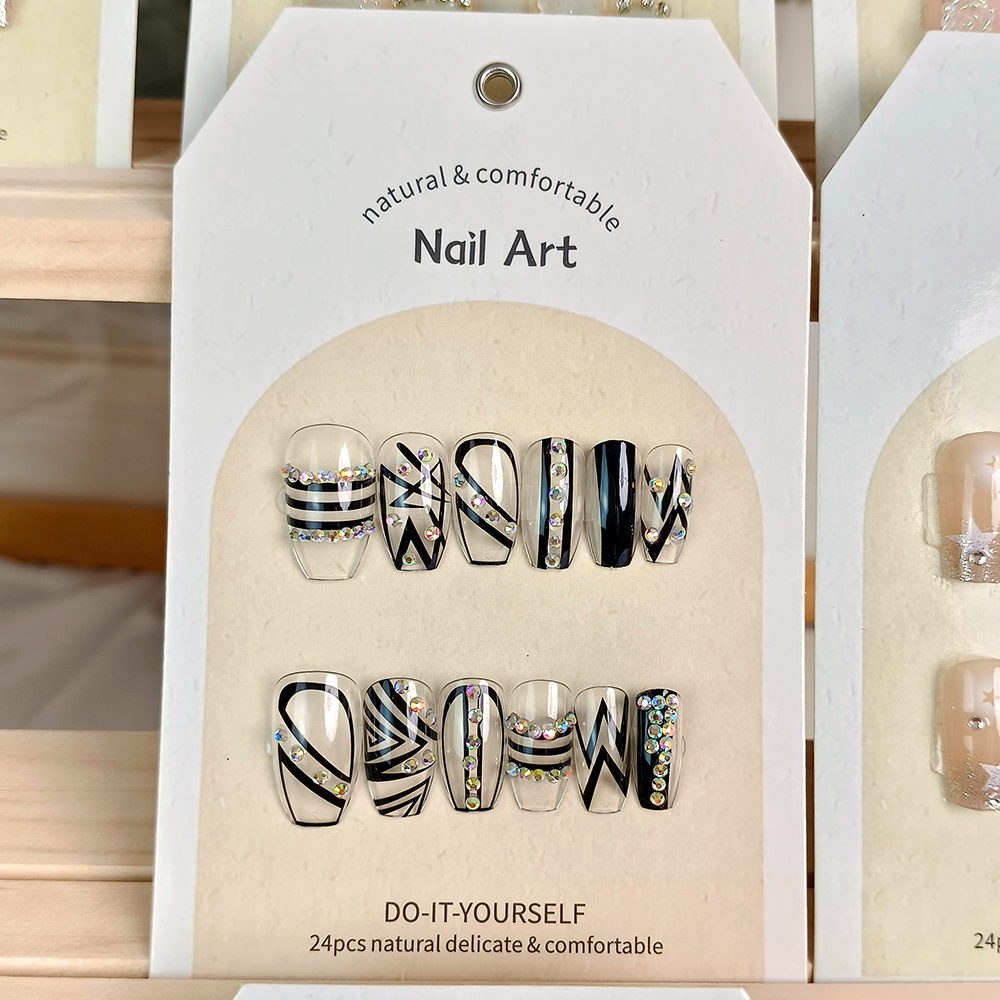 natural & comfortable
Nail Art
DO-IT-YOURSELF
24pcs natural delicate & comfortable